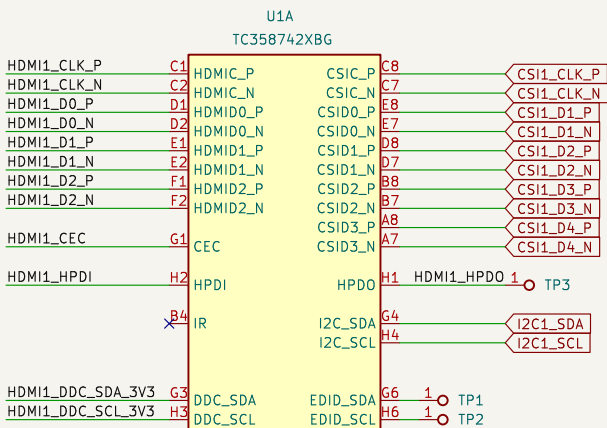 U1A
TC358742XBG
HDMI1_CLK_P C1 HDMIC_P CSIC_P C8 CSI1_CLK_P
HDMI1_CLK_N C2 HDMIC_N CSIC_N C7 CSI1_CLK_N
HDMI1_D0_P D1 HDMID0_P CSID0_P E8 CSI1_D1_P
HDMI1_D0_N D2 HDMID0_N CSID0_N E7 CSI1_D1_N
HDMI1_D1_P E1 HDMID1_P CSID1_P D8 CSI1_D2_P
HDMI1_D1_N E2 HDMID1_N CSID1_N D7 CSI1_D2_N
HDMI1_D2_P F1 HDMID2_P CSID2_P B8 CSI1_D3_P
HDMI1_D2_N F2 HDMID2_N CSID2_N B7 CSI1_D3_N
CSID3_P A8 CSI1_D4_P
HDMI1_CEC G1 CEC CSID3_N A7 CSI1_D4_N
HDMI1_HPDI H2 HPDI HPDO H1 HDMI1_HPDO 1 TP3
B4 IR I2C_SDA G4 I2C1_SDA
I2C_SCL H4 I2C1_SCL
HDMI1_DDC_SDA_3V3 G3 DDC_SDA EDID_SDA G6 1 TP1
HDMI1_DDC_SCL_3V3 H3 DDC_SCL EDID_SCL H6 1 TP2